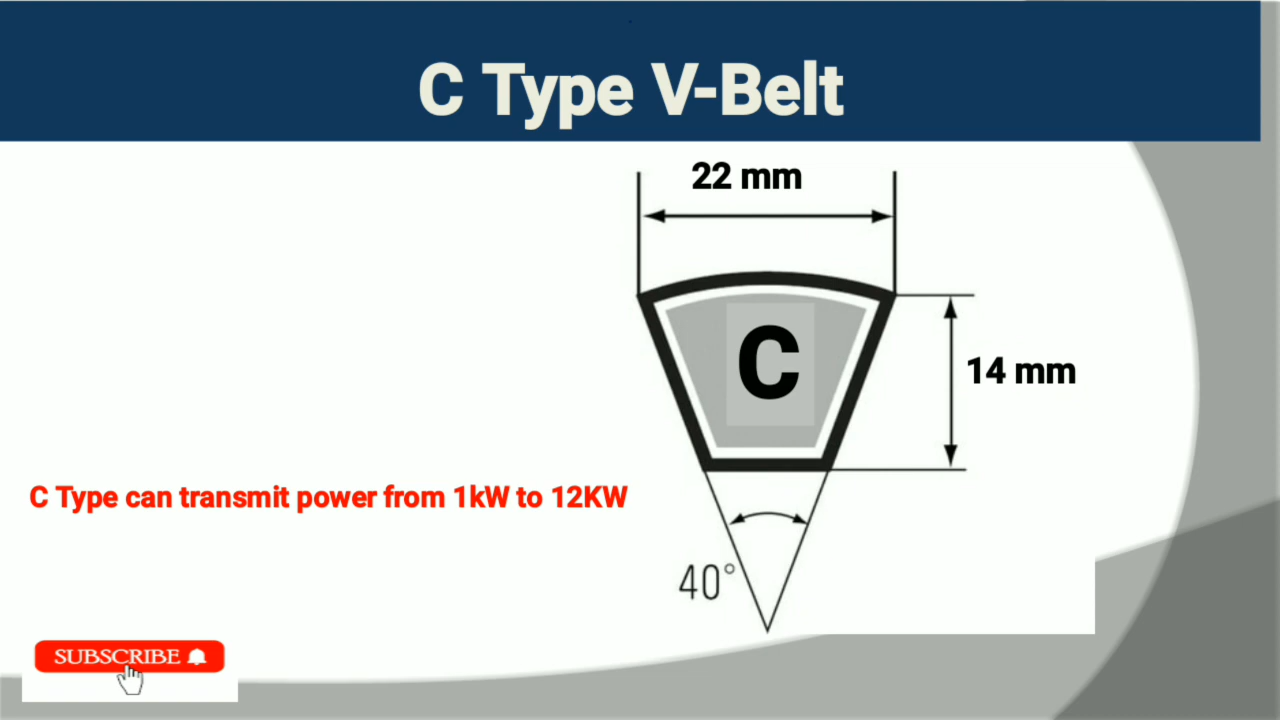 C Type V-Belt
22 mm
C
14 mm
C Type can transmit power from 1kW to 12KW
40°
SUBSCRIBE